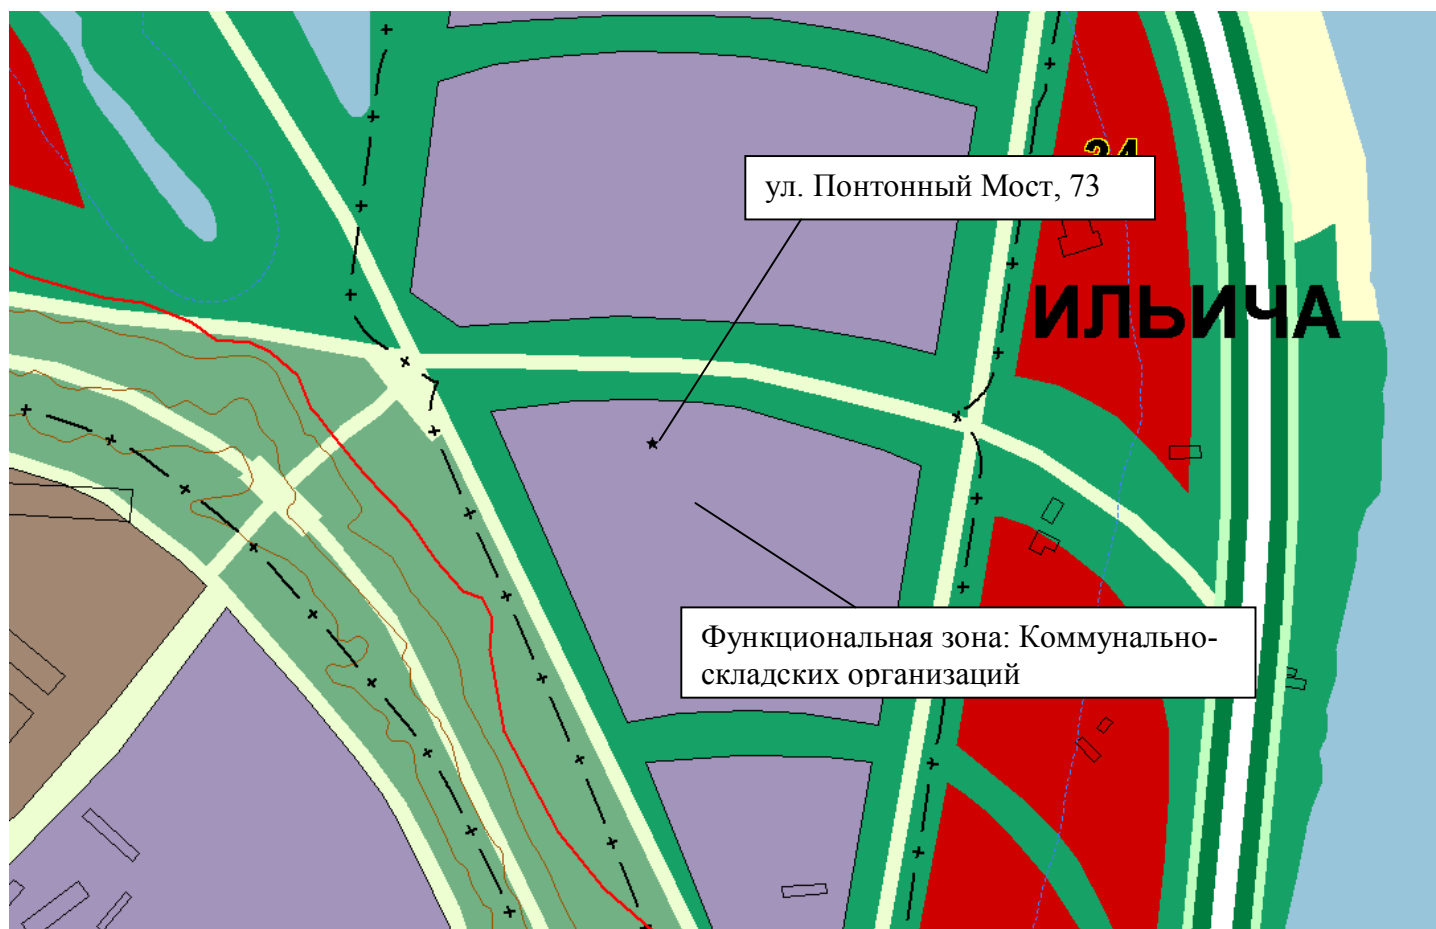 ул. Понтонный Мост, 73
ИЛЬИЧА
Функциональная зона: Коммунально-
складских организаций